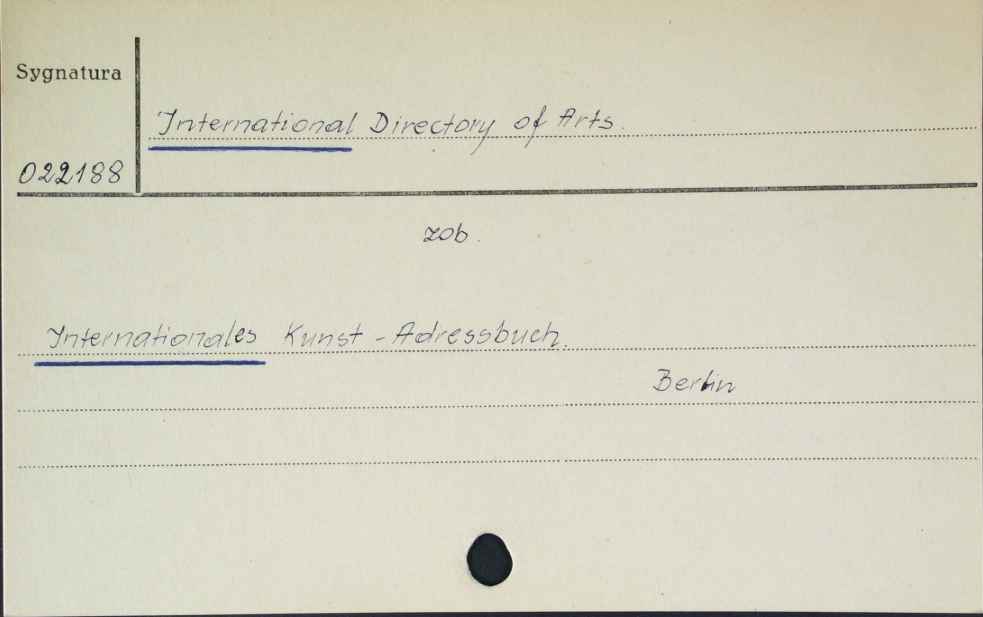 Sygnatura
International Directory of Arts.
022188
zob.
Internationales Kunst-Adressbuch.
Berlin